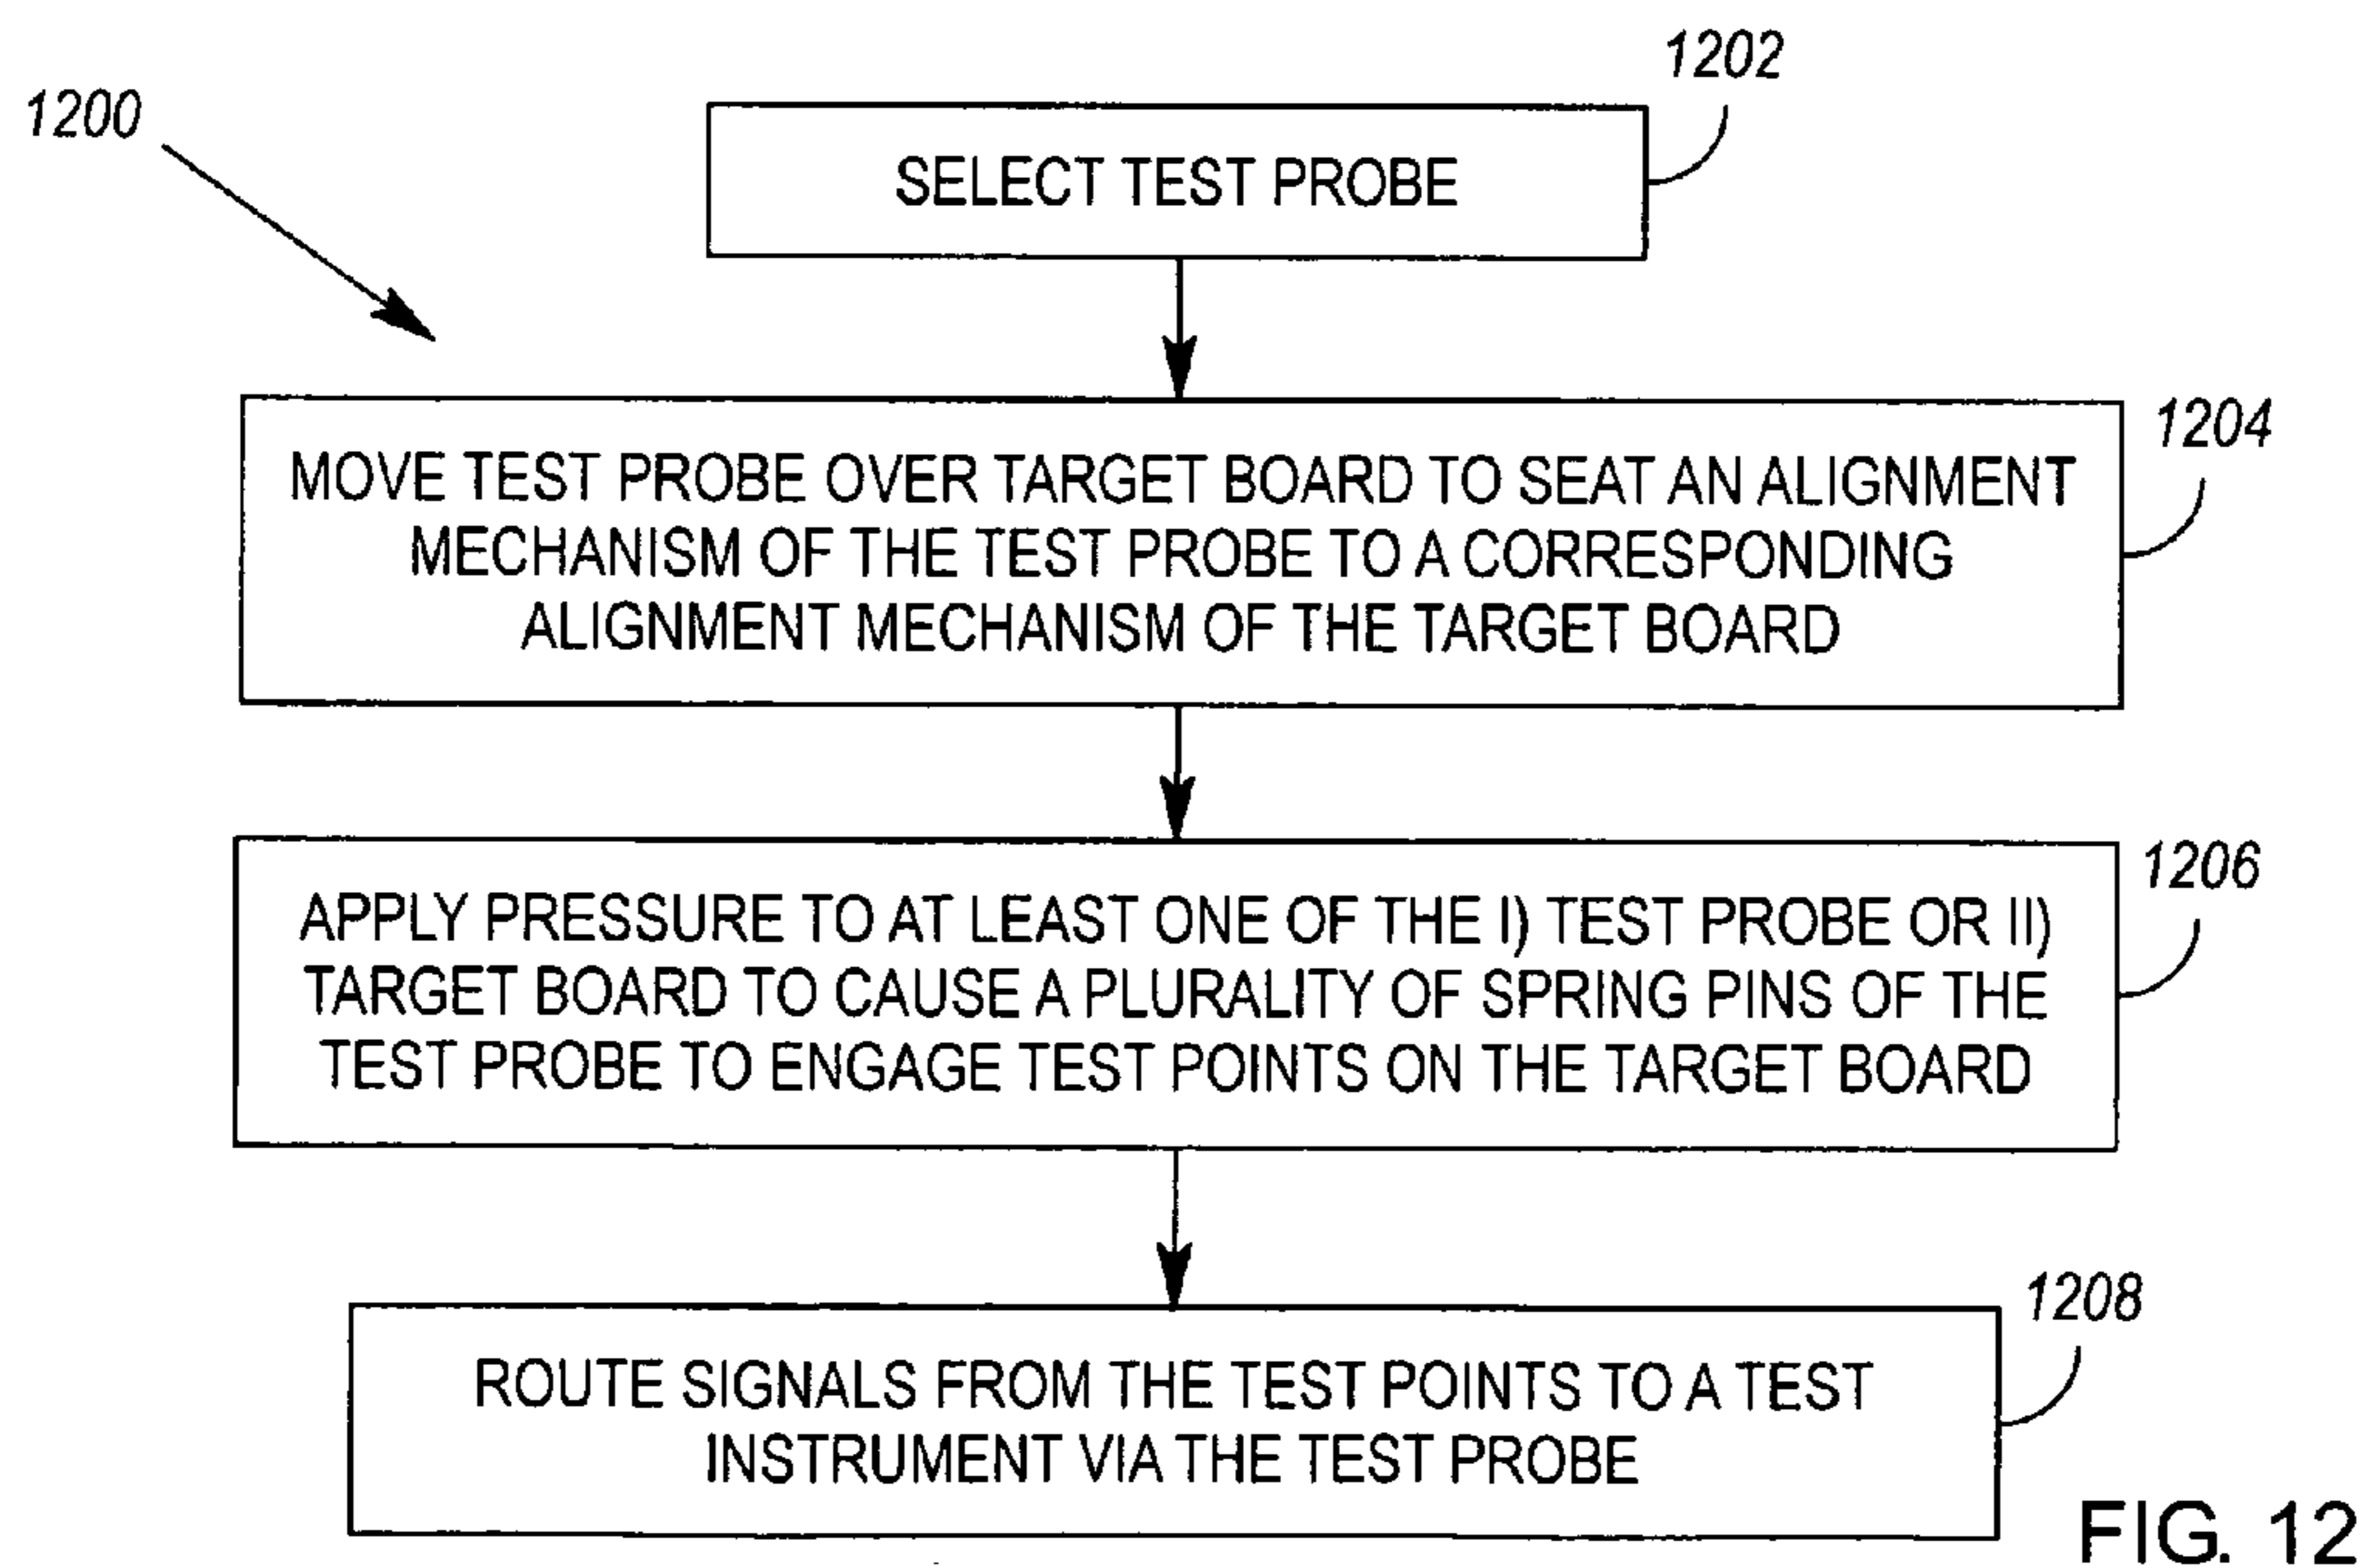 1200
1202
SELECT TEST PROBE
1204
MOVE TEST PROBE OVER TARGET BOARD TO SEAT AN ALIGNMENT
MECHANISM OF THE TEST PROBE TO A CORRESPONDING
ALIGNMENT MECHANISM OF THE TARGET BOARD
1206
APPLY PRESSURE TO AT LEAST ONE OF THE I) TEST PROBE OR II)
TARGET BOARD TO CAUSE A PLURALITY OF SPRING PINS OF THE
TEST PROBE TO ENGAGE TEST POINTS ON THE TARGET BOARD
1208
ROUTE SIGNALS FROM THE TEST POINTS TO A TEST
INSTRUMENT VIA THE TEST PROBE
FIG. 12